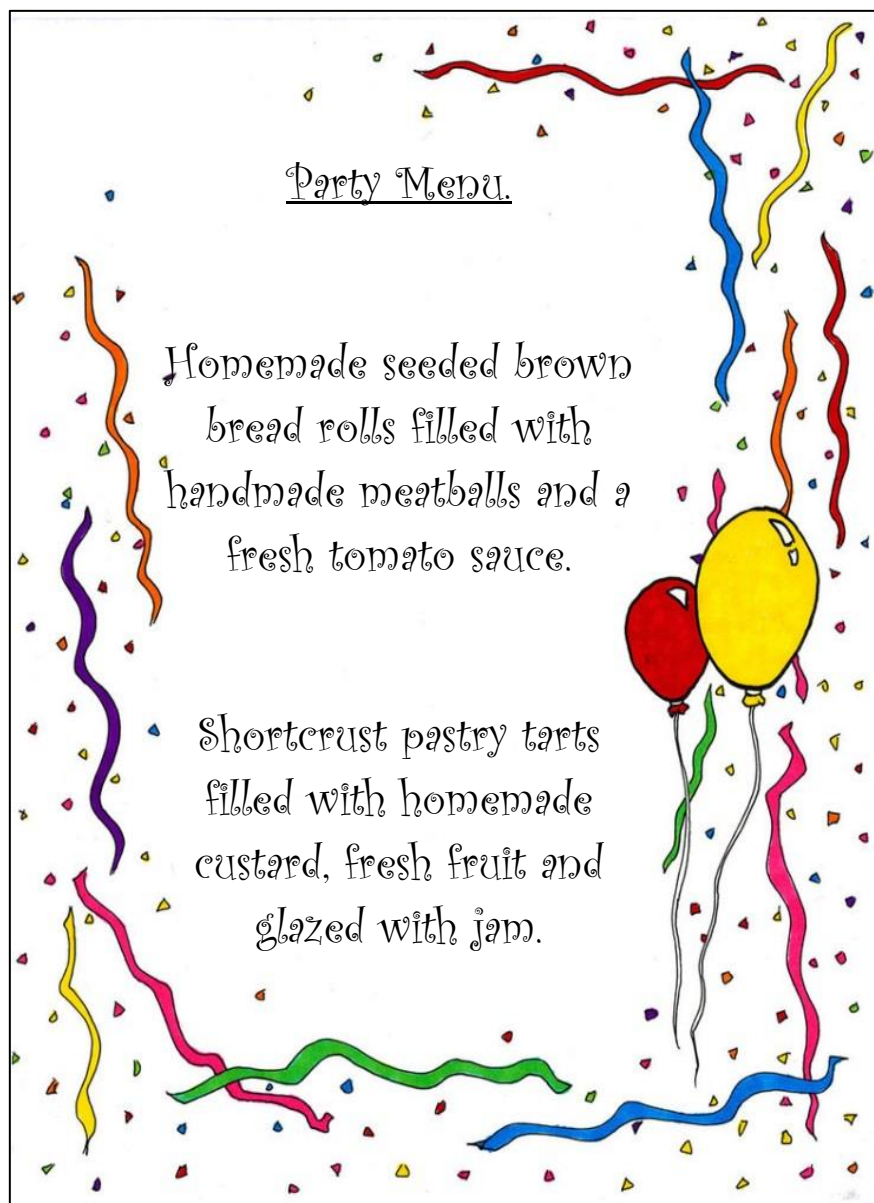 Party Menu.
Homemade seeded brown
bread rolls filled with
handmade meatballs and a
fresh tomato sauce.
Shortcrust pastry tarts
filled with homemade
custard, fresh fruit and
glazed with jam.